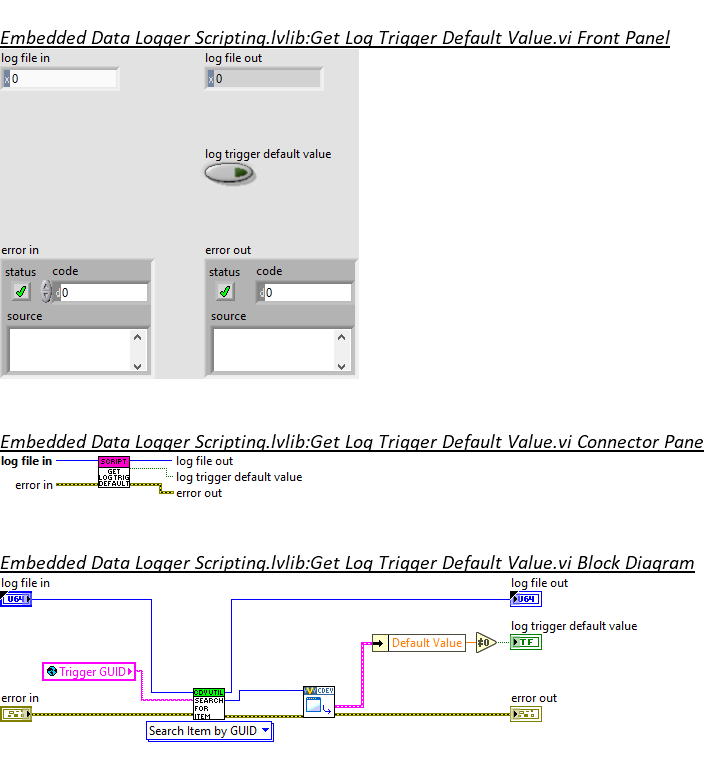 Embedded Data Logger Scripting.lvlib:Get Log Trigger Default Value.vi Front Panel
log file in
log file out
x 0
x 0
log trigger default value
error in
error out
status code
status code
d 0
d 0
source
source
Embedded Data Logger Scripting.lvlib:Get Log Trigger Default Value.vi Connector Pane
log file in
SCRIPT
GET
LOG TRIG
DEFAULT
log file out
log trigger default value
error in
error out
Embedded Data Logger Scripting.lvlib:Get Log Trigger Default Value.vi Block Diagram
log file in
log file out
U64
U64
log trigger default value
Default Value
≠0
TF
Trigger GUID
error in
CDV UTIL
SEARCH
FOR
ITEM
CDEV
error out
Search Item by GUID